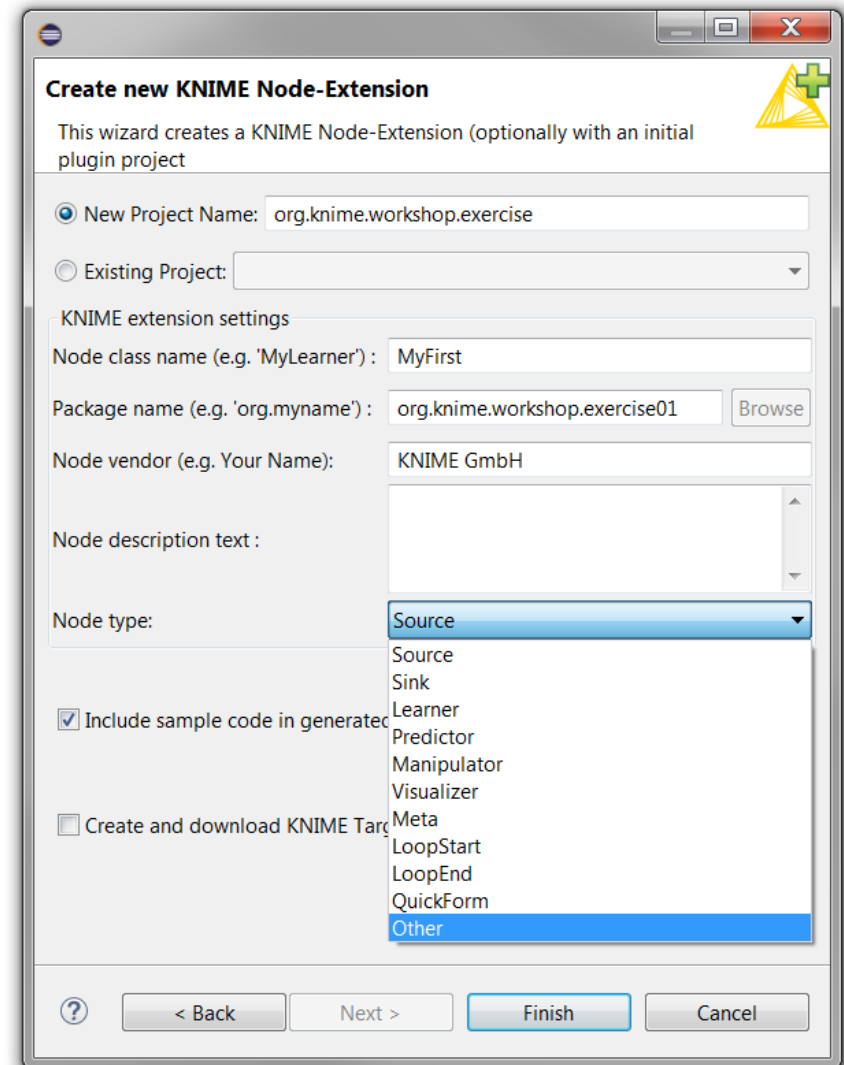 Create new KNIME Node-Extension
This wizard creates a KNIME Node-Extension (optionally with an initial
plugin project
New Project Name: org.knime.workshop.exercise
Existing Project:
KNIME extension settings
Node class name (e.g. 'MyLearner') : MyFirst
Package name (e.g. 'org.myname') : org.knime.workshop.exercise01 Browse
Node vendor (e.g. Your Name): KNIME GmbH
Node description text :
Node type: Source
Source
Sink
Learner
Include sample code in generated
Predictor
Manipulator
Visualizer
Create and download KNIME Targ
Meta
LoopStart
LoopEnd
QuickForm
Other
? < Back Next > Finish Cancel